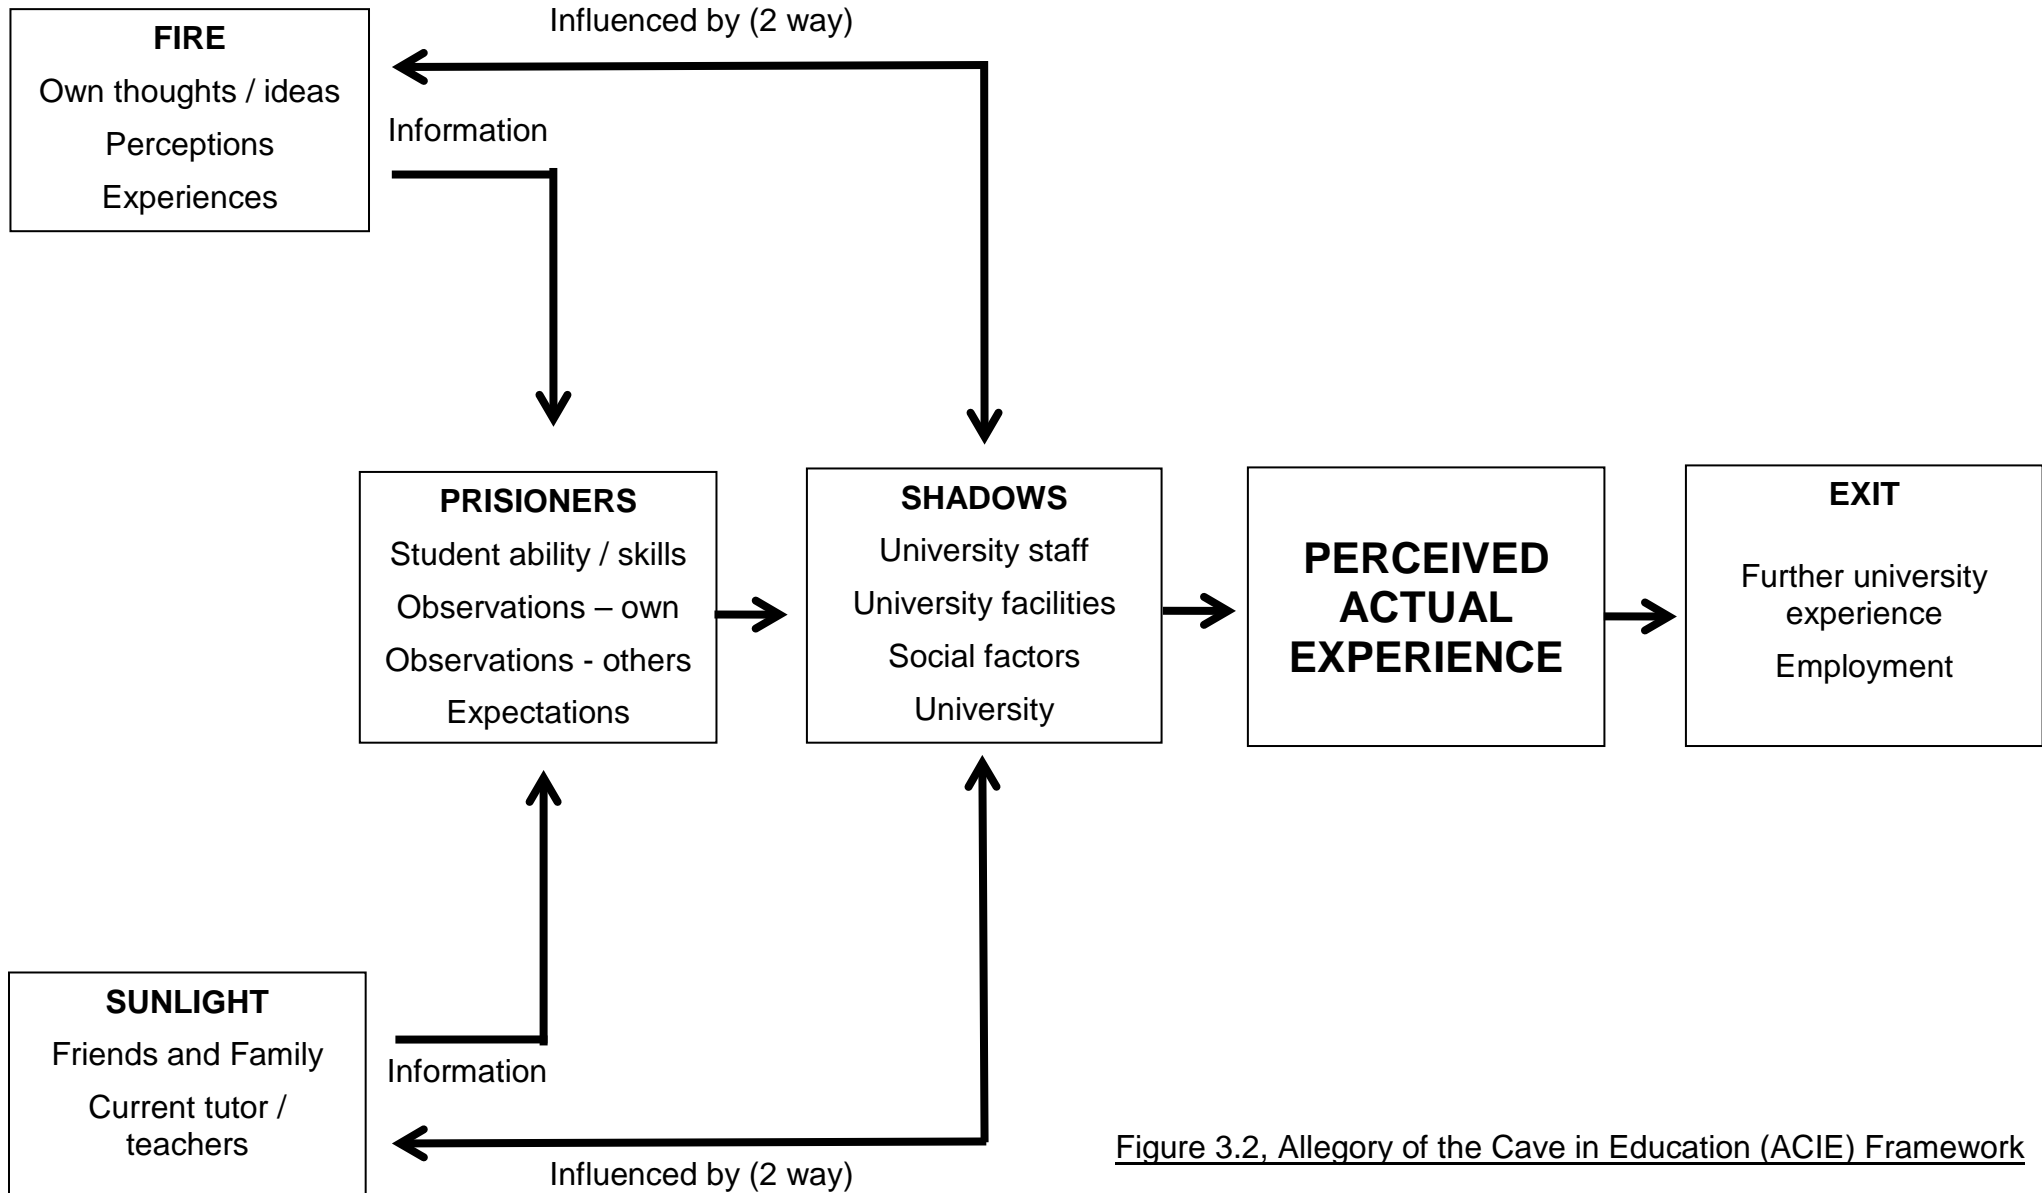 Influenced by (2 way)
FIRE
Own thoughts / ideas
Perceptions
Experiences
Information
PRISIONERS
Student ability / skills
Observations – own
Observations - others
Expectations
SHADOWS
University staff
University facilities
Social factors
University
PERCEIVED
ACTUAL
EXPERIENCE
EXIT
Further university
experience
Employment
SUNLIGHT
Friends and Family
Current tutor /
teachers
Information
Influenced by (2 way)
Figure 3.2, Allegory of the Cave in Education (ACIE) Framework